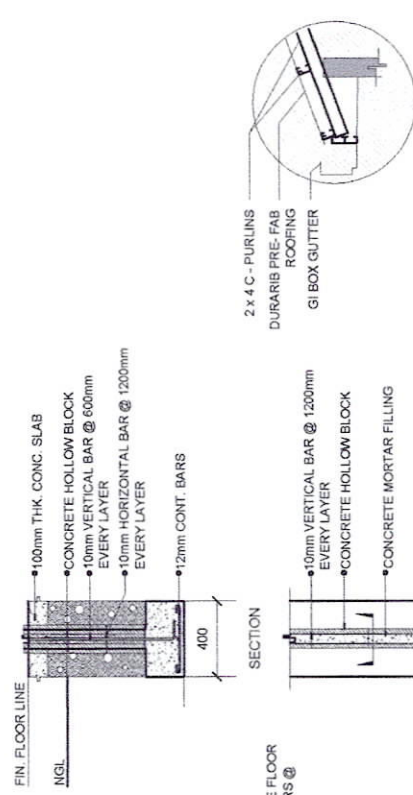 FIN. FLOOR LINE
NGL
100mm THK. CONC. SLAB
CONCRETE HOLLOW BLOCK
10mm VERTICAL BAR @ 600mm
EVERY LAYER
10mm HORIZONTAL BAR @ 1200mm
EVERY LAYER
12mm CONT. BARS
400
SECTION
10mm VERTICAL BAR @ 1200mm
EVERY LAYER
CONCRETE HOLLOW BLOCK
CONCRETE MORTAR FILLING
E FLOOR
RS @
2 x 4 C - PURLINS
DURARIB PRE- FAB
ROOFING
GI BOX GUTTER